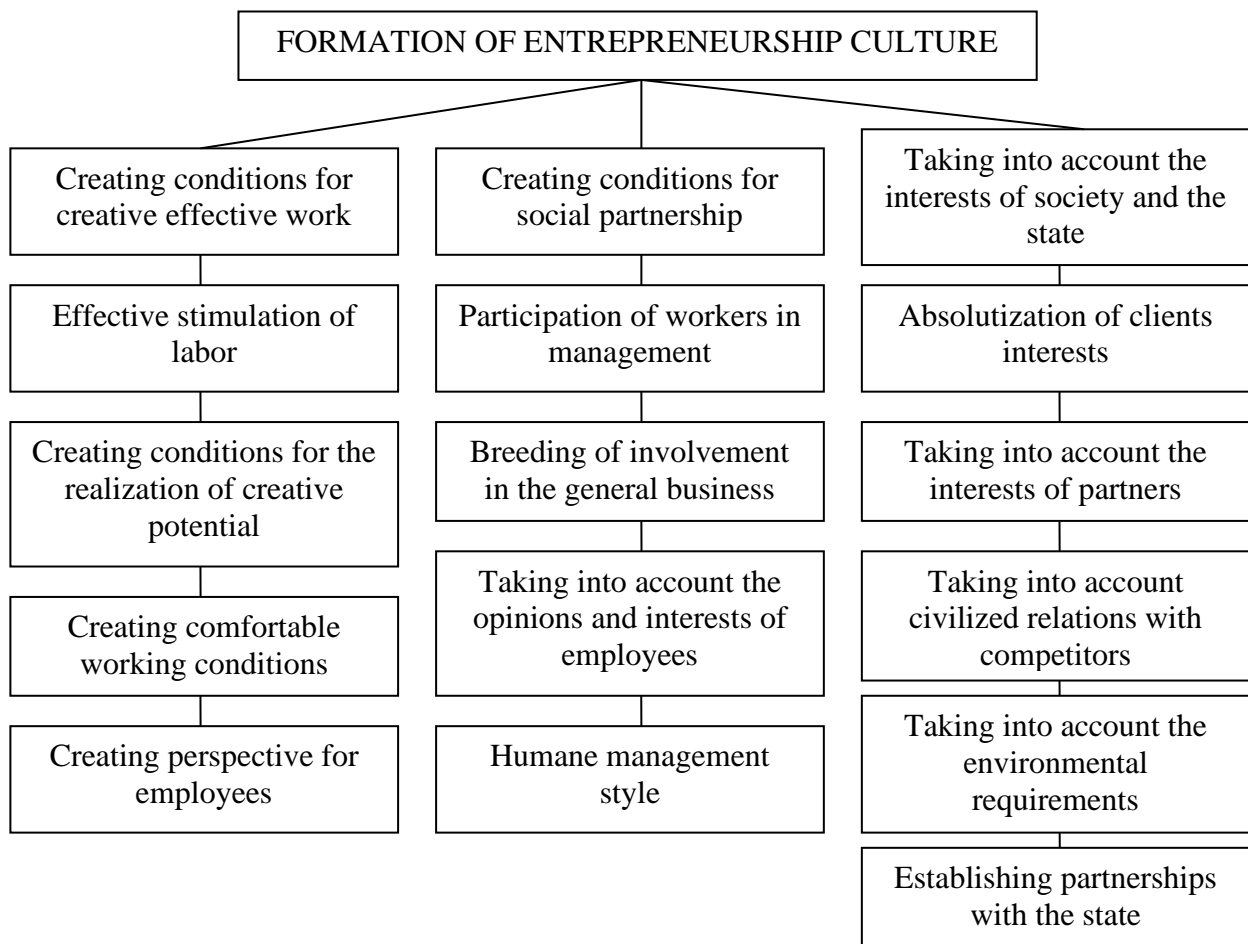 FORMATION OF ENTREPRENEURSHIP CULTURE
Creating conditions for
creative effective work
Effective stimulation of
labor
Creating conditions for the
realization of creative
potential
Creating comfortable
working conditions
Creating perspective for
employees
Creating conditions for
social partnership
Participation of workers in
management
Breeding of involvement
in the general business
Taking into account the
opinions and interests of
employees
Humane management
style
Taking into account the
interests of society and the
state
Absolutization of clients
interests
Taking into account the
interests of partners
Taking into account
civilized relations with
competitors
Taking into account the
environmental
requirements
Establishing partnerships
with the state